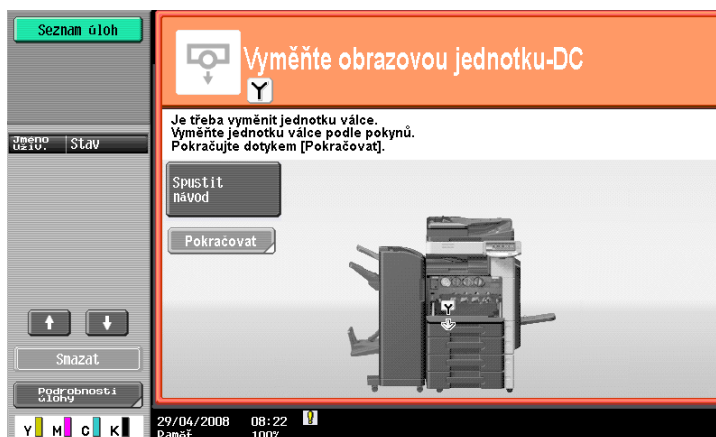 Seznam úloh
Vyměňte obrazovou jednotku-DC
Y
Je třeba vyměnit jednotku válce.
Vyměňte jednotku válce podle pokynů.
Pokračujte dotykem [Pokračovat].
Jméno
uživ.
Stav
Spustit
návod
Pokračovat
Y
Smazat
Podrobnosti
úlohy
Y M C K
29/04/2008 08:22
Paměť 100%